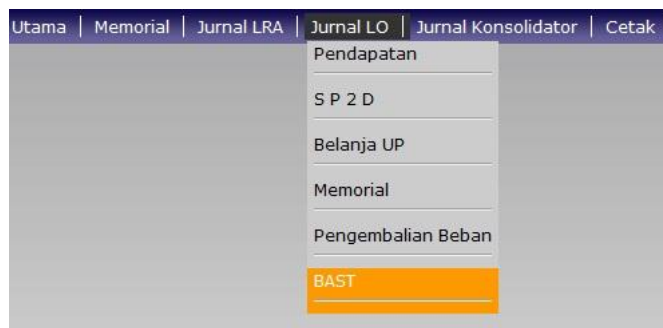 Utama | Memorial | Jurnal LRA | Jurnal LO | Jurnal Konsolidator | Cetak
Pendapatan
S P 2 D
Belanja UP
Memorial
Pengembalian Beban
BAST